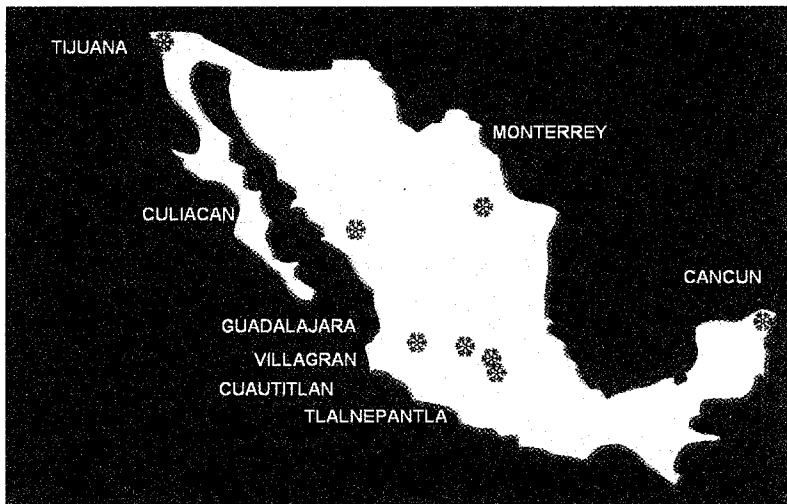 TIJUANA
MONTERREY
CULIACAN
CANCUN
GUADALAJARA
VILLAGRAN
CUAUTITLAN
TLALNEPANTLA